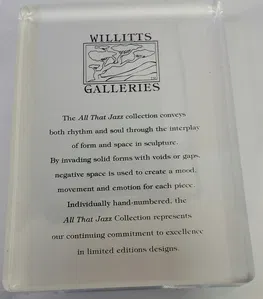 WILLITTS
GALLERIES
The All That Jazz collection conveys
both rhythm and soul through the interplay
of form and space in sculpture.
By invading solid forms with voids or gaps,
negative space is used to create a mood,
movement and emotion for each piece.
Individually hand-numbered, the
All That Jazz Collection represents
our continuing commitment to excellence
in limited editions designs.